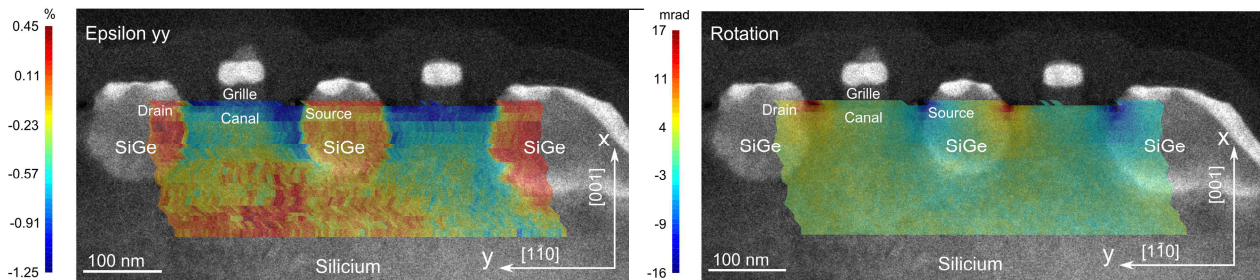 %
0.45
0.11
-0.23
-0.57
-0.91
-1.25
Epsilon yy
Grille
Drain
Canal
Source
SiGe
SiGe
SiGe
x
[001]
y
[110]
100 nm
Silicium
mrad
17
11
4
-3
-9
-16
Rotation
Grille
Drain
Canal
Source
SiGe
SiGe
SiGe
x
[001]
y
[1-10]
100 nm
Silicium